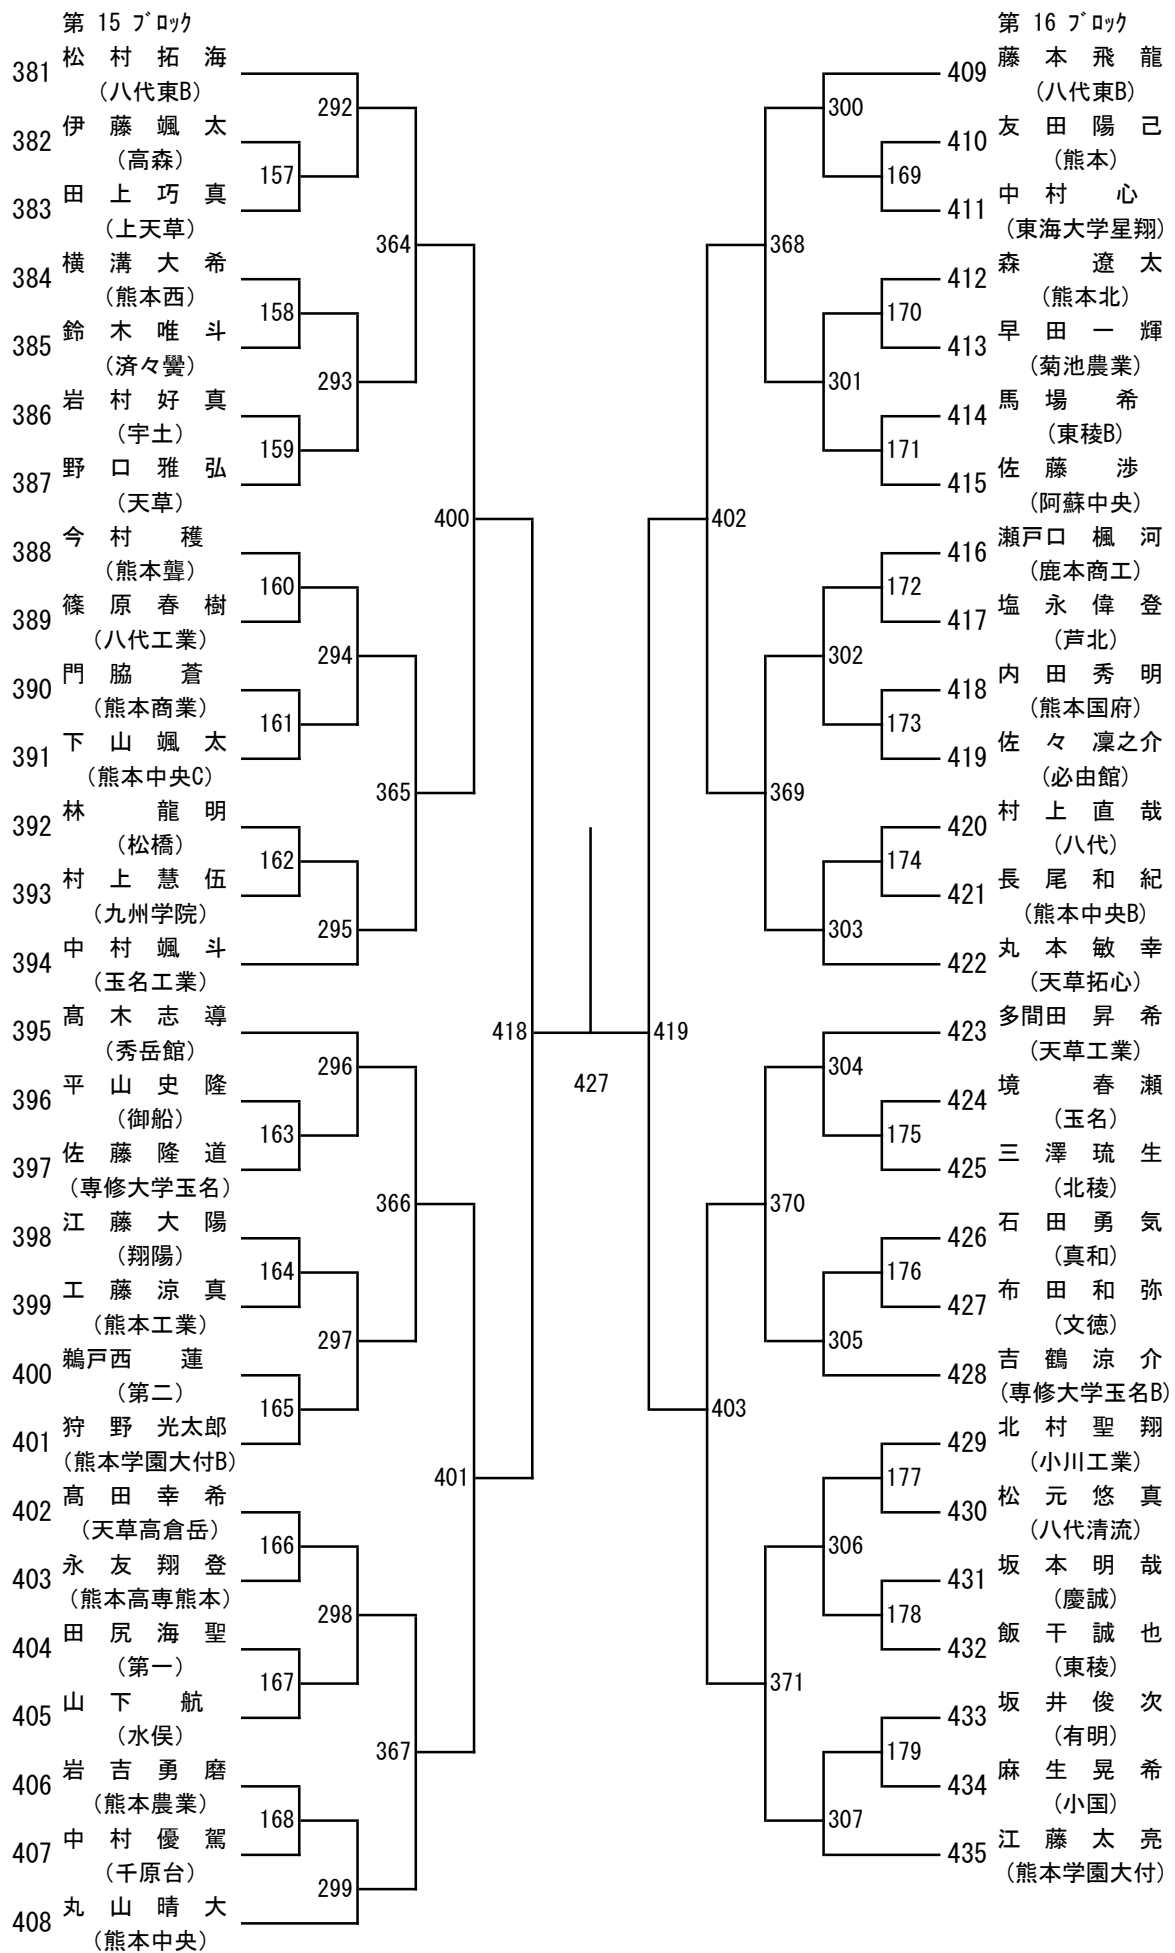 第 15 ブロック
381 松村拓海
(八代東B)
292
382 伊藤颯太
(高森)
157
383 田上巧真
(上天草)
364
384 横溝大希
(熊本西)
158
385 鈴木唯斗
(済々黌)
293
386 岩村好真
(宇土)
159
387 野口雅弘
(天草)
400
388 今村穫
(熊本聾)
160
389 篠原春樹
(八代工業)
294
390 門脇蒼
(熊本商業)
161
391 下山颯太
(熊本中央C)
365
392 林龍明
(松橋)
162
393 村上慧伍
(九州学院)
295
394 中村颯斗
(玉名工業)
418
395 髙木志導
(秀岳館)
296
396 平山史隆
(御船)
163
397 佐藤隆道
(専修大学玉名)
366
398 江藤大陽
(翔陽)
164
399 工藤涼真
(熊本工業)
297
400 鵜戸西蓮
(第二)
165
401 狩野光太郎
(熊本学園大付B)
401
402 髙田幸希
(天草高倉岳)
166
403 永友翔登
(熊本高専熊本)
298
404 田尻海聖
(第一)
167
405 山下航
(水俣)
367
406 岩吉勇磨
(熊本農業)
168
407 中村優駕
(千原台)
299
408 丸山晴大
(熊本中央)
427
第 16 ブロック
409 藤本飛龍
(八代東B)
300
410 友田陽己
(熊本)
169
411 中村心
(東海大学星翔)
368
412 森遼太
(熊本北)
170
413 早田一輝
(菊池農業)
301
414 馬場希
(東稜B)
171
415 佐藤渉
(阿蘇中央)
402
416 瀬戸口楓河
(鹿本商工)
172
417 塩永偉登
(芦北)
302
418 内田秀明
(熊本国府)
173
419 佐々凜之介
(必由館)
369
420 村上直哉
(八代)
174
421 長尾和紀
(熊本中央B)
303
422 丸本敏幸
(天草拓心)
419
423 多間田昇希
(天草工業)
304
424 境春瀬
(玉名)
175
425 三澤琉生
(北稜)
370
426 石田勇気
(真和)
176
427 布田和弥
(文徳)
305
428 吉鶴涼介
(専修大学玉名B)
403
429 北村聖翔
(小川工業)
177
430 松元悠真
(八代清流)
306
431 坂本明哉
(慶誠)
178
432 飯干誠也
(東稜)
371
433 坂井俊次
(有明)
179
434 麻生晃希
(小国)
307
435 江藤太亮
(熊本学園大付)